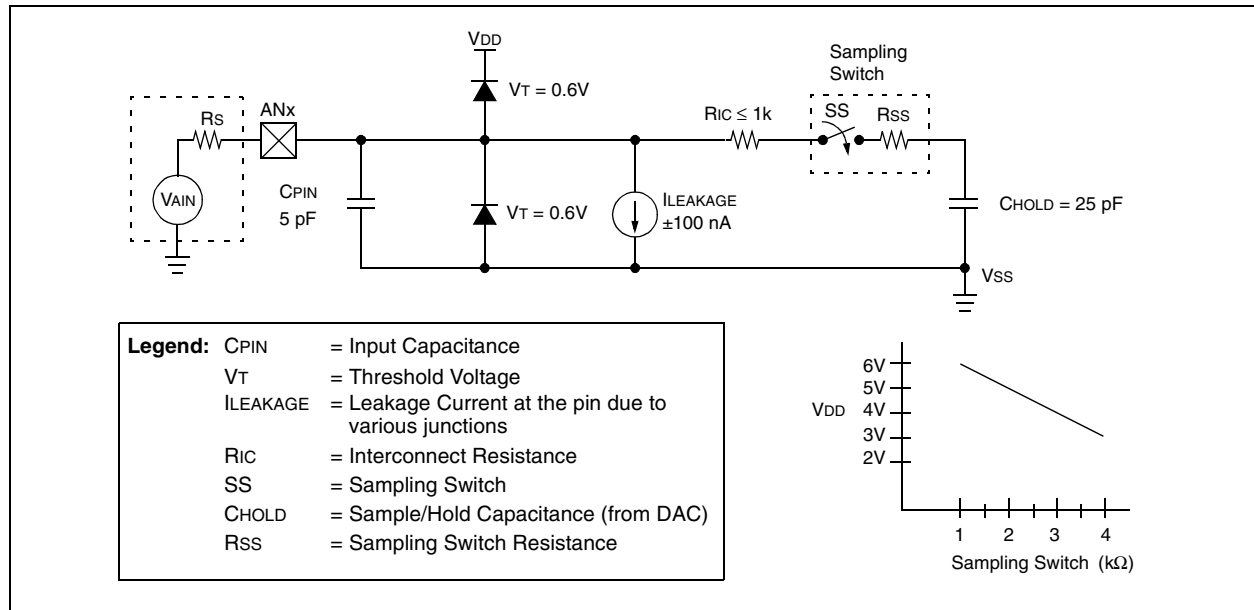 VDD
Sampling
Switch
VT = 0.6V
RS
ANx
RIC ≤ 1k
SS
RSS
VAIN
CPIN
5 pF
VT = 0.6V
ILEAKAGE
±100 nA
CHOLD = 25 pF
VSS
Legend: CPIN = Input Capacitance
VT = Threshold Voltage
ILEAKAGE = Leakage Current at the pin due to
various junctions
RIC = Interconnect Resistance
SS = Sampling Switch
CHOLD = Sample/Hold Capacitance (from DAC)
RSS = Sampling Switch Resistance
6V
5V
VDD 4V
3V
2V
1 2 3 4
Sampling Switch (kΩ)